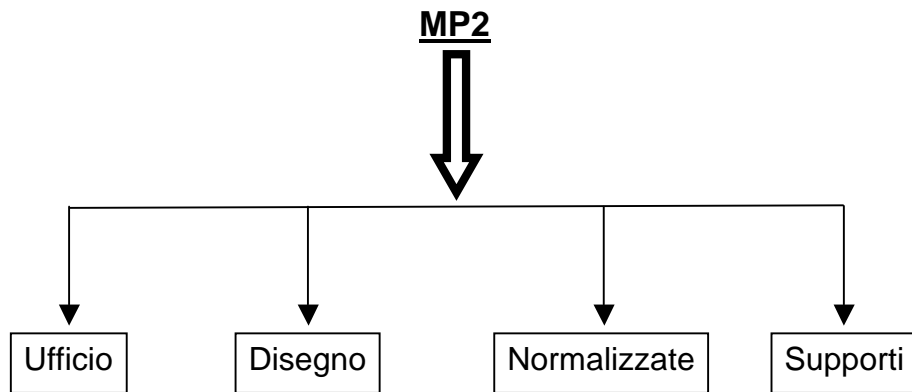 MP2
Ufficio
Disegno
Normalizzate
Supporti